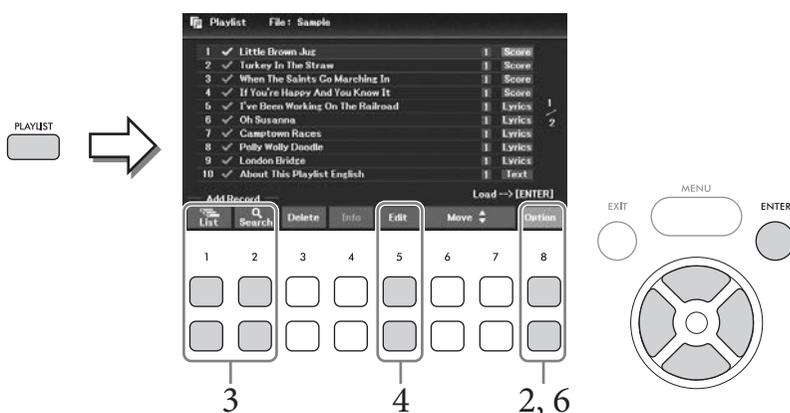 Playlist File: Sample
1 Little Brown Jug 1 Score
2 Turkey In The Straw 1 Score
3 When The Saints Go Marching In 1 Score
4 If You're Happy And You Know It 1 Score
5 I've Been Working On The Railroad 1 Lyrics
6 Oh Susanna 1 Lyrics
7 Camptown Races 1 Lyrics
8 Polly Wolly Doodle 1 Lyrics
9 London Bridge 1 Lyrics
10 About This Playlist English 1 Text
1/2
Add Record Load-->[ENTER]
List Search Delete Info Edit Move Option
PLAYLIST
EXIT MENU ENTER
1 2 3 4 5 6 7 8
3 4 2, 6